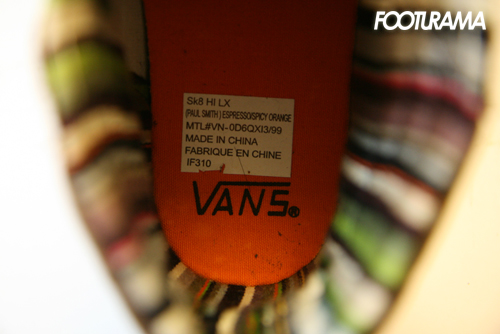 FOOTURAMA
Sk8 HI LX
(PAUL SMITH ) ESPRESSO/SPICY ORANGE
MTL#VN-0D6QXI3/99
MADE IN CHINA
FABRIQUE EN CHINE
IF310
VANS®